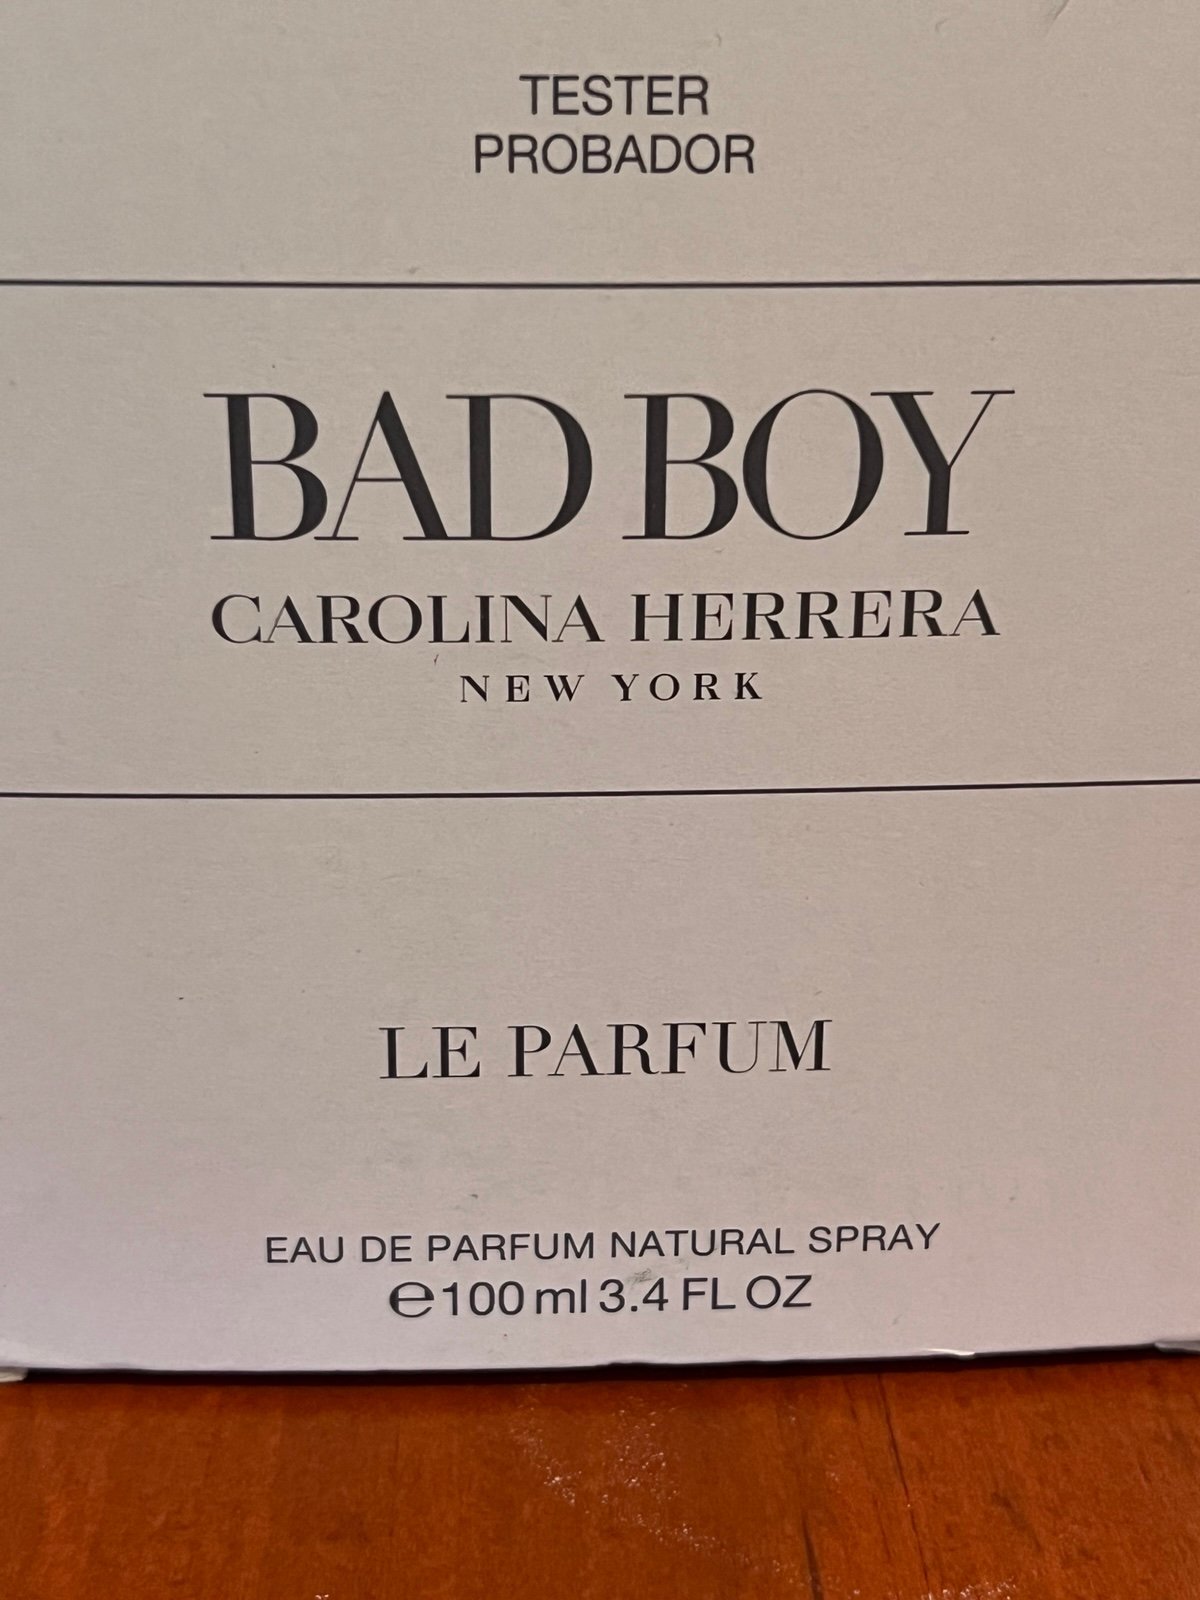 TESTER
PROBADOR
BAD BOY
CAROLINA HERRERA
NEW YORK
LE PARFUM
EAU DE PARFUM NATURAL SPRAY
℮100 ml 3.4 FL OZ